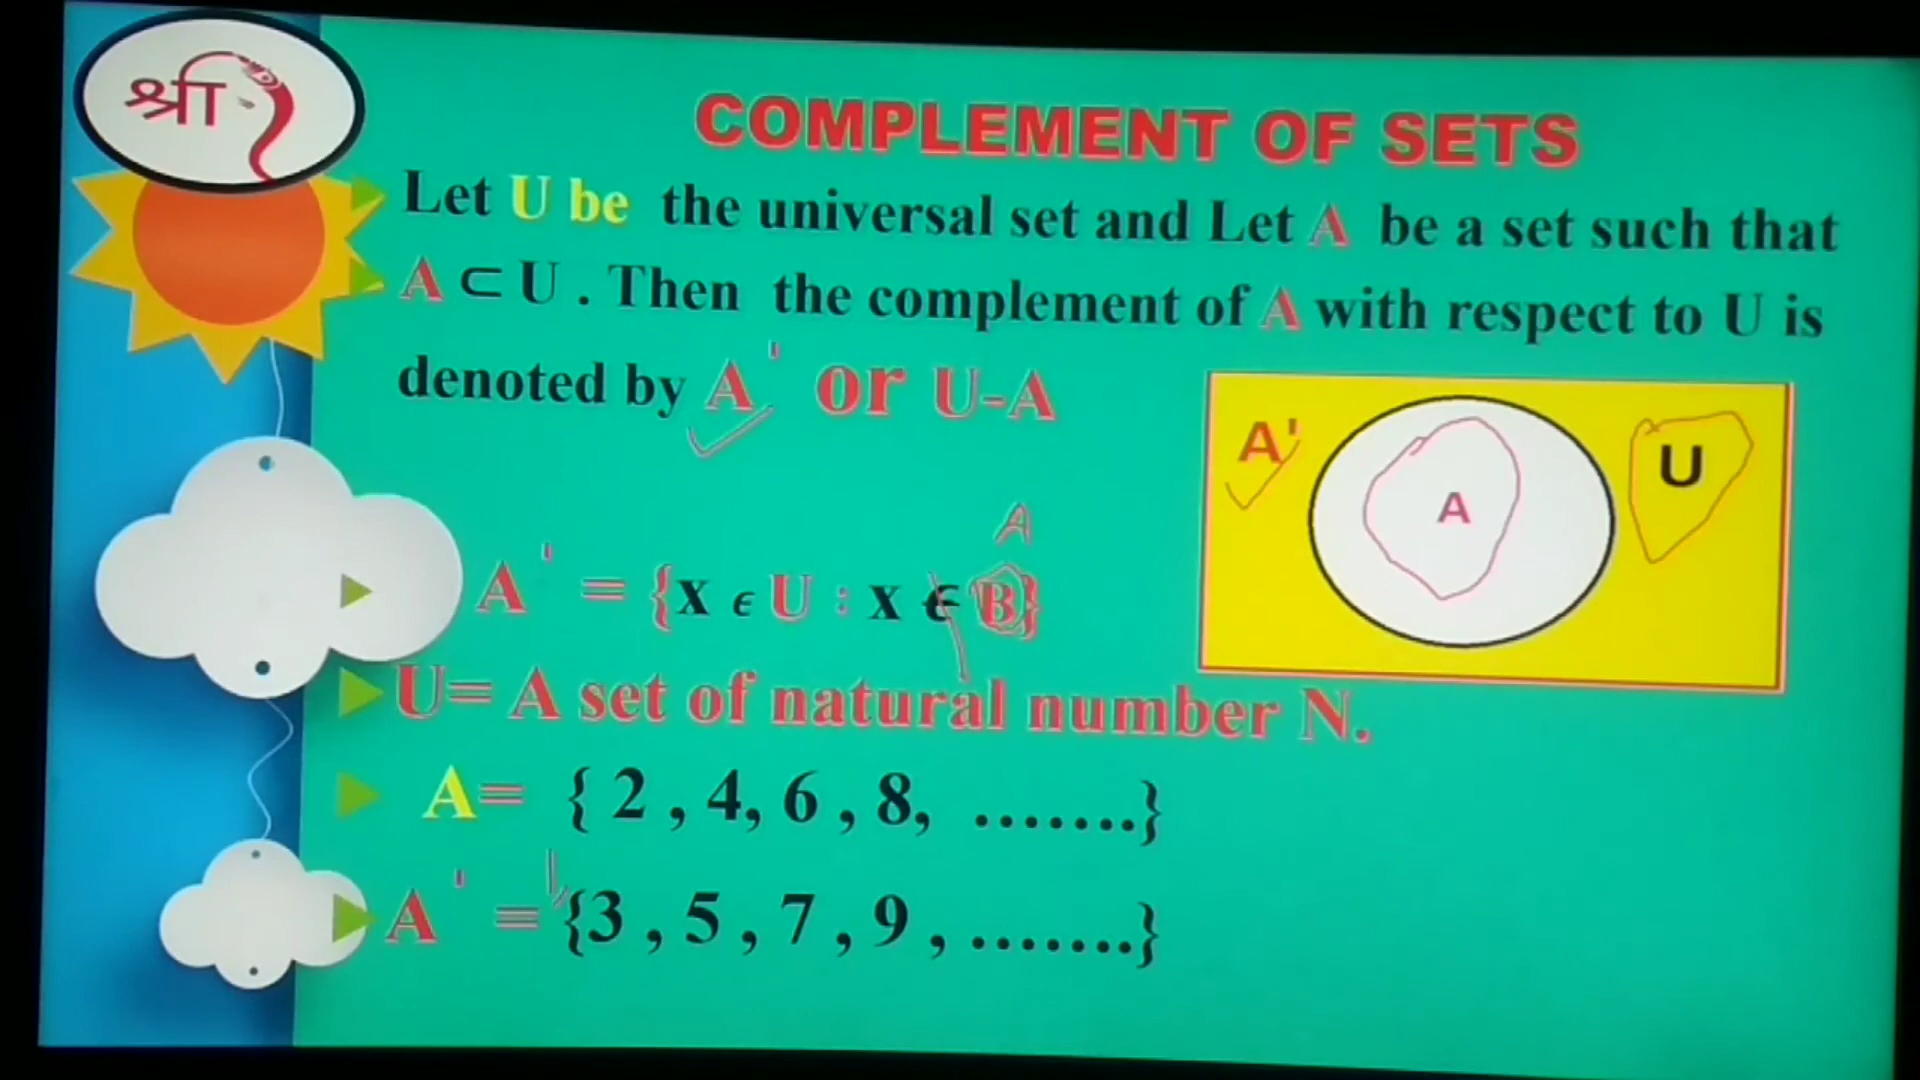 श्री
COMPLEMENT OF SETS
Let U be the universal set and Let A be a set such that
A ⊂ U . Then the complement of A with respect to U is
denoted by A' or U-A
A' U
A
A
A' = {x ϵ U : x ∉ B}
U= A set of natural number N.
A= { 2 , 4, 6 , 8, .......}
1,
A' = {3 , 5 , 7 , 9 , .......}